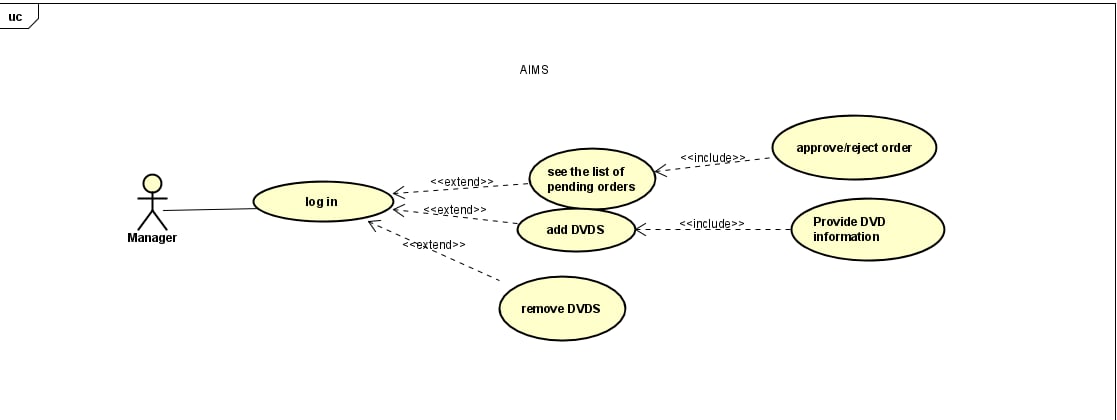 uc
AIMS
approve/reject order
<<include>>
see the list of
pending orders
<<extend>>
log in
<<extend>>
add DVDS
<<include>>
Provide DVD
information
Manager
<<extend>>
remove DVDS